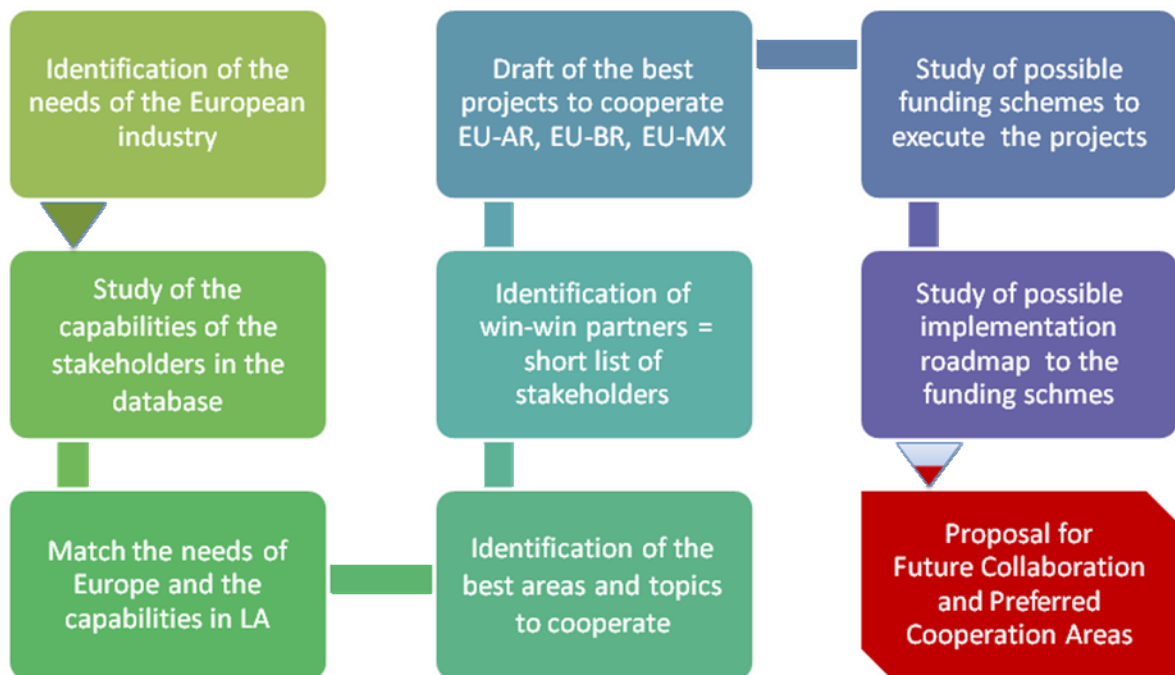 Identification of the
needs of the European
industry
Study of the
capabilities of the
stakeholders in the
database
Match the needs of
Europe and the
capabilities in LA
Identification of the
best areas and topics
to cooperate
Identification of
win-win partners =
short list of
stakeholders
Draft of the best
projects to cooperate
EU-AR, EU-BR, EU-MX
Study of possible
funding schemes to
execute the projects
Study of possible
implementation
roadmap to the
funding schmes
Proposal for
Future Collaboration
and Preferred
Cooperation Areas